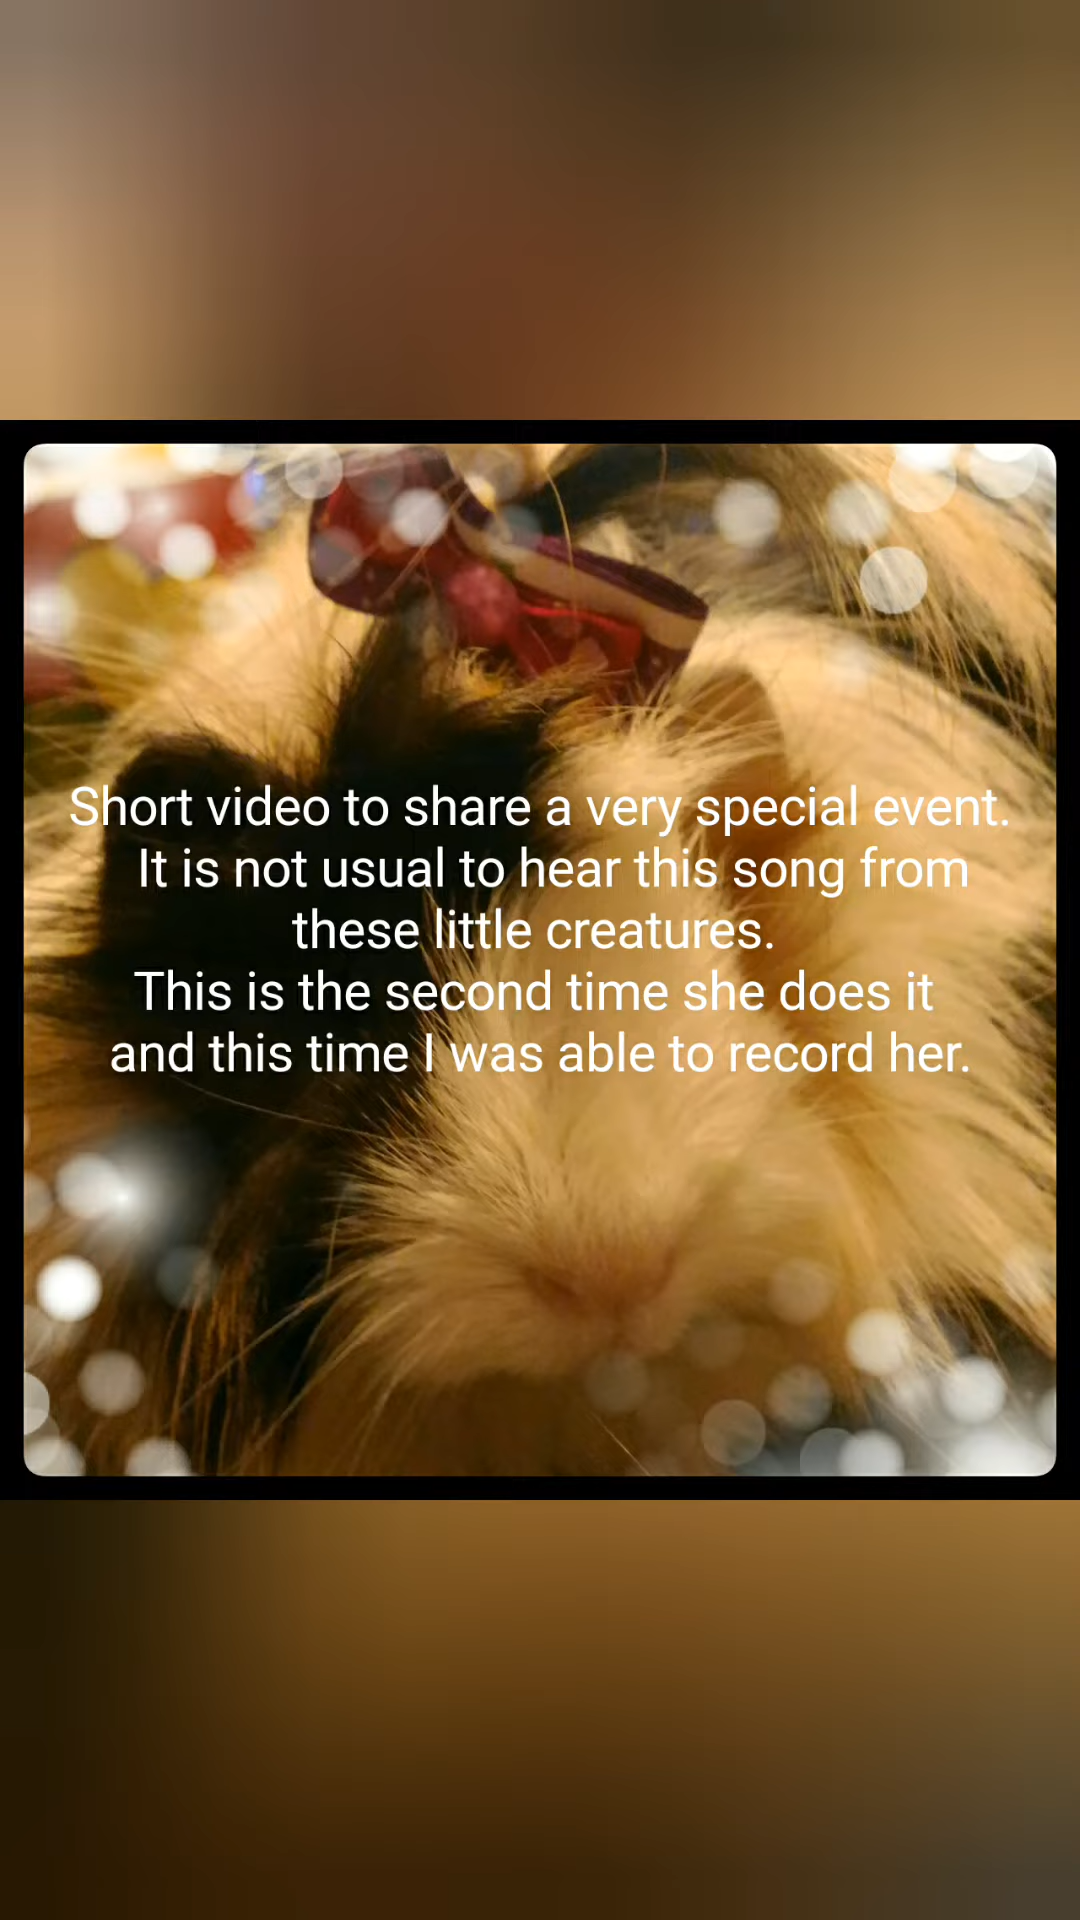 Short video to share a very special event.
It is not usual to hear this song from
these little creatures.
This is the second time she does it
and this time I was able to record her.